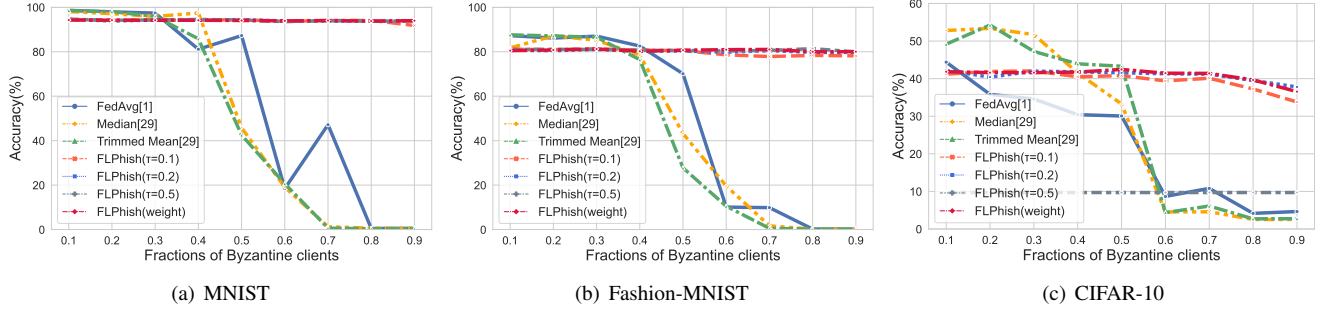 100
80
60
40
20
0
Accuracy(%)
FedAvg[1]
Median[29]
Trimmed Mean[29]
FLPhish(τ=0.1)
FLPhish(τ=0.2)
FLPhish(τ=0.5)
FLPhish(weight)
0.1 0.2 0.3 0.4 0.5 0.6 0.7 0.8 0.9
Fractions of Byzantine clients
(a) MNIST
100
80
60
40
20
0
Accuracy(%)
FedAvg[1]
Median[29]
Trimmed Mean[29]
FLPhish(τ=0.1)
FLPhish(τ=0.2)
FLPhish(τ=0.5)
FLPhish(weight)
0.1 0.2 0.3 0.4 0.5 0.6 0.7 0.8 0.9
Fractions of Byzantine clients
(b) Fashion-MNIST
60
50
40
30
20
10
0
Accuracy(%)
FedAvg[1]
Median[29]
Trimmed Mean[29]
FLPhish(τ=0.1)
FLPhish(τ=0.2)
FLPhish(τ=0.5)
FLPhish(weight)
0.1 0.2 0.3 0.4 0.5 0.6 0.7 0.8 0.9
Fractions of Byzantine clients
(c) CIFAR-10